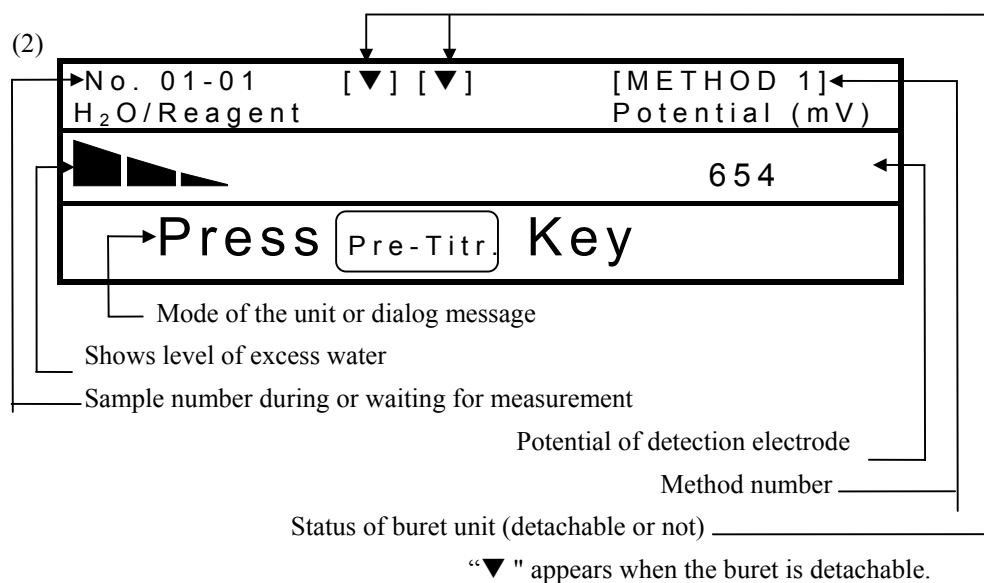 (2)
No. 01-01 [▼] [▼] [METHOD 1]
H₂O/Reagent Potential (mV)
654
Press Pre-Titr. Key
Mode of the unit or dialog message
Shows level of excess water
Sample number during or waiting for measurement
Potential of detection electrode
Method number
Status of buret unit (detachable or not)
“▼ " appears when the buret is detachable.